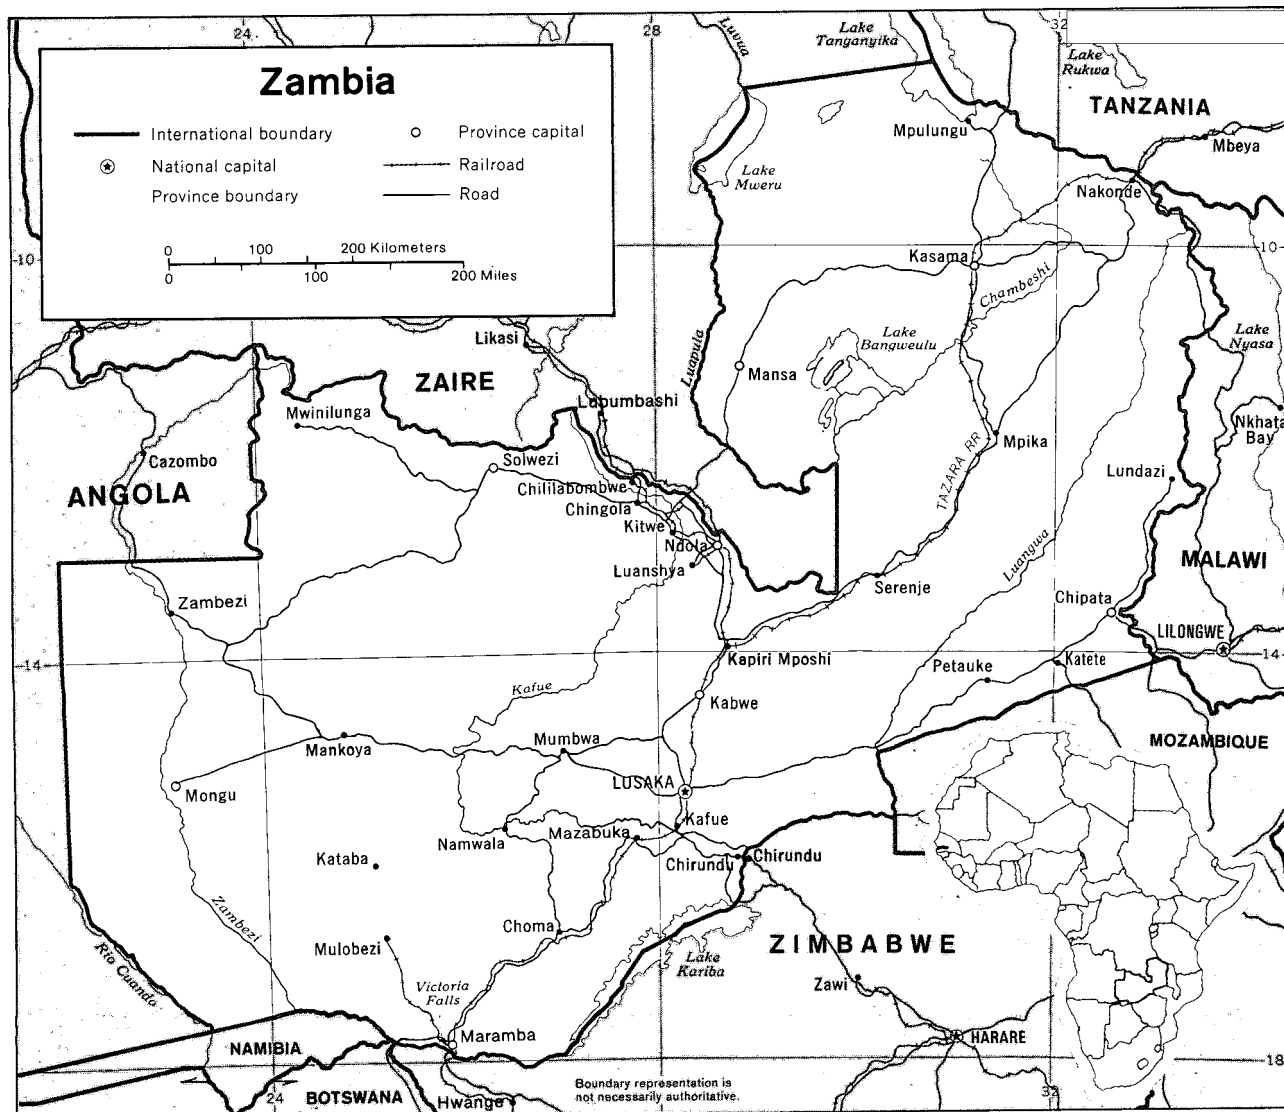 24
28
32
Luvua
Lake
Tanganyika
Lake
Rukwa
Zambia
International boundary
Province capital
National capital
Railroad
Province boundary
Road
0 100 200 Kilometers
0 100 200 Miles
TANZANIA
Mpulungu
Mbeya
Lake
Mweru
Nakonde
10
10
Kasama
Chambeshi
Likasi
Luapula
Lake
Bangweulu
Lake
Nyasa
ZAIRE
Mansa
Mwinilunga
Lubumbashi
Nkhata
Bay
Cazombo
Solwezi
Mpika
TAZARA RR
Lundazi
ANGOLA
Chililabombwe
Chingola
Kitwe
Ndola
Luanshya
Luangwa
MALAWI
Serenje
Zambezi
Chipata
LILONGWE
14
Kapiri Mposhi
Petauke
Katete
14
Kafue
Kabwe
Mankoya
Mumbwa
MOZAMBIQUE
Mongu
LUSAKA
Kafue
Namwala
Mazabuka
Kataba
Chirundu
Chirundu
Zambezi
Choma
Mulobezi
ZIMBABWE
Rio Cuando
Lake
Kariba
Victoria
Falls
Zawi
Maramba
HARARE
NAMIBIA
18
BOTSWANA
24
Hwange
Boundary representation is
not necessarily authoritative.
32